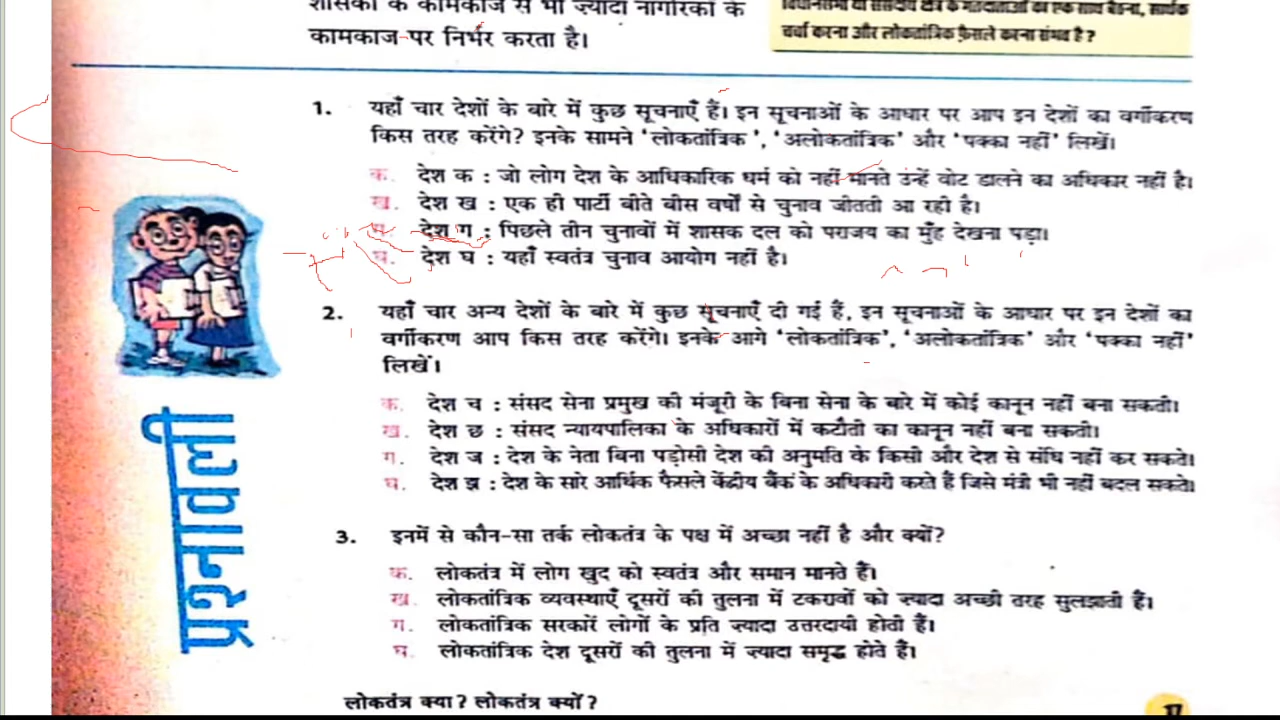 शासकों के कामकाज से भी ज़्यादा नागरिकों के
कामकाज पर निर्भर करता है।
चर्चा करना और लोकतांत्रिक फ़ैसले करना संभव है?
1. यहाँ चार देशों के बारे में कुछ सूचनाएँ हैं। इन सूचनाओं के आधार पर आप इन देशों का वर्गीकरण
किस तरह करेंगे? इनके सामने 'लोकतांत्रिक', 'अलोकतांत्रिक' और 'पक्का नहीं' लिखें।
क. देश क : जो लोग देश के आधिकारिक धर्म को नहीं मानते उन्हें वोट डालने का अधिकार नहीं है।
ख. देश ख : एक ही पार्टी बीते बीस वर्षों से चुनाव जीतती आ रही है।
ग. देश ग : पिछले तीन चुनावों में शासक दल को पराजय का मुँह देखना पड़ा।
घ. देश घ : यहाँ स्वतंत्र चुनाव आयोग नहीं है।
2. यहाँ चार अन्य देशों के बारे में कुछ सूचनाएँ दी गई हैं, इन सूचनाओं के आधार पर इन देशों का
वर्गीकरण आप किस तरह करेंगे। इनके आगे 'लोकतांत्रिक', 'अलोकतांत्रिक' और 'पक्का नहीं'
लिखें।
क. देश च : संसद सेना प्रमुख की मंजूरी के बिना सेना के बारे में कोई कानून नहीं बना सकती।
ख. देश छ : संसद न्यायपालिका के अधिकारों में कटौती का कानून नहीं बना सकती।
ग. देश ज : देश के नेता बिना पड़ोसी देश की अनुमति के किसी और देश से संधि नहीं कर सकते।
घ. देश झ : देश के सारे आर्थिक फैसले केंद्रीय बैंक के अधिकारी करते हैं जिसे मंत्री भी नहीं बदल सकते।
3. इनमें से कौन-सा तर्क लोकतंत्र के पक्ष में अच्छा नहीं है और क्यों?
क. लोकतंत्र में लोग खुद को स्वतंत्र और समान मानते हैं।
ख. लोकतांत्रिक व्यवस्थाएँ दूसरों की तुलना में टकरावों को ज़्यादा अच्छी तरह सुलझाती हैं।
ग. लोकतांत्रिक सरकारें लोगों के प्रति ज़्यादा उत्तरदायी होती हैं।
घ. लोकतांत्रिक देश दूसरों की तुलना में ज़्यादा समृद्ध होते हैं।
प्रश्नावली
लोकतंत्र क्या? लोकतंत्र क्यों?